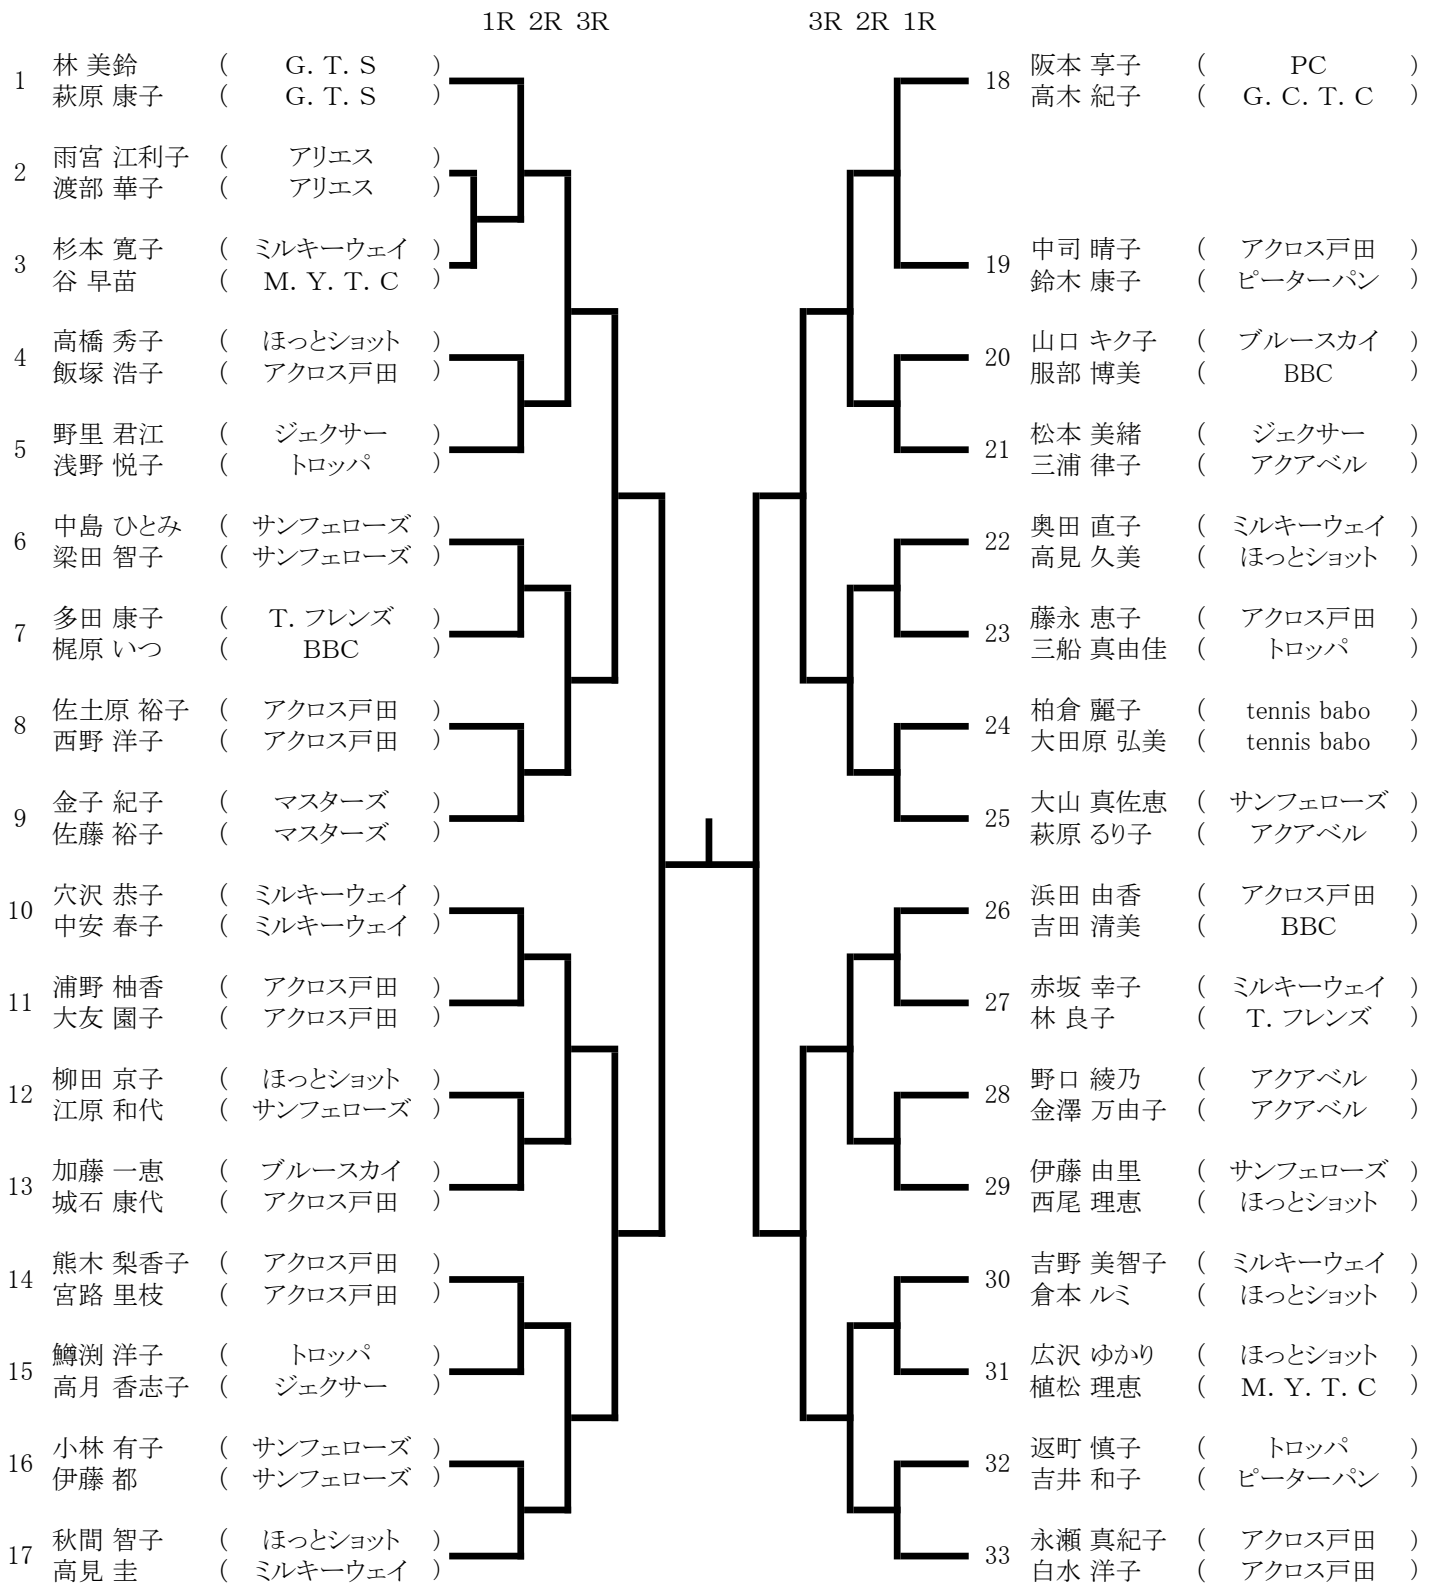 1R 2R 3R
3R 2R 1R
1
林 美鈴 ( G. T. S )
萩原 康子 ( G. T. S )
2
雨宮 江利子 ( アリエス )
渡部 華子 ( アリエス )
3
杉本 寛子 ( ミルキーウェイ )
谷 早苗 ( M. Y. T. C )
4
高橋 秀子 ( ほっとショット )
飯塚 浩子 ( アクロス戸田 )
5
野里 君江 ( ジェクサー )
浅野 悦子 ( トロッパ )
6
中島 ひとみ ( サンフェローズ )
梁田 智子 ( サンフェローズ )
7
多田 康子 ( T. フレンズ )
梶原 いつ ( BBC )
8
佐土原 裕子 ( アクロス戸田 )
西野 洋子 ( アクロス戸田 )
9
金子 紀子 ( マスターズ )
佐藤 裕子 ( マスターズ )
10
穴沢 恭子 ( ミルキーウェイ )
中安 春子 ( ミルキーウェイ )
11
浦野 柚香 ( アクロス戸田 )
大友 園子 ( アクロス戸田 )
12
柳田 京子 ( ほっとショット )
江原 和代 ( サンフェローズ )
13
加藤 一恵 ( ブルースカイ )
城石 康代 ( アクロス戸田 )
14
熊木 梨香子 ( アクロス戸田 )
宮路 里枝 ( アクロス戸田 )
15
鱒渕 洋子 ( トロッパ )
高月 香志子 ( ジェクサー )
16
小林 有子 ( サンフェローズ )
伊藤 都 ( サンフェローズ )
17
秋間 智子 ( ほっとショット )
高見 圭 ( ミルキーウェイ )
18
阪本 享子 ( PC )
高木 紀子 ( G. C. T. C )
19
中司 晴子 ( アクロス戸田 )
鈴木 康子 ( ピーターパン )
20
山口 キク子 ( ブルースカイ )
服部 博美 ( BBC )
21
松本 美緒 ( ジェクサー )
三浦 律子 ( アクアベル )
22
奥田 直子 ( ミルキーウェイ )
高見 久美 ( ほっとショット )
23
藤永 恵子 ( アクロス戸田 )
三船 真由佳 ( トロッパ )
24
柏倉 麗子 ( tennis babo )
大田原 弘美 ( tennis babo )
25
大山 真佐恵 ( サンフェローズ )
萩原 るり子 ( アクアベル )
26
浜田 由香 ( アクロス戸田 )
吉田 清美 ( BBC )
27
赤坂 幸子 ( ミルキーウェイ )
林 良子 ( T. フレンズ )
28
野口 綾乃 ( アクアベル )
金澤 万由子 ( アクアベル )
29
伊藤 由里 ( サンフェローズ )
西尾 理恵 ( ほっとショット )
30
吉野 美智子 ( ミルキーウェイ )
倉本 ルミ ( ほっとショット )
31
広沢 ゆかり ( ほっとショット )
植松 理恵 ( M. Y. T. C )
32
返町 慎子 ( トロッパ )
吉井 和子 ( ピーターパン )
33
永瀬 真紀子 ( アクロス戸田 )
白水 洋子 ( アクロス戸田 )